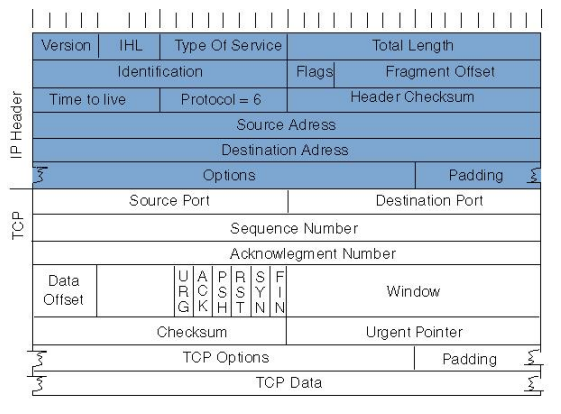 Version IHL Type Of Service Total Length
Identification Flags Fragment Offset
Time to live Protocol = 6 Header Checksum
Source Adress
Destination Adress
Options Padding
IP Header
Source Port Destination Port
Sequence Number
Acknowlegment Number
Data Offset URG ACK PSH RST SYN FIN Window
Checksum Urgent Pointer
TCP Options Padding
TCP Data
TCP